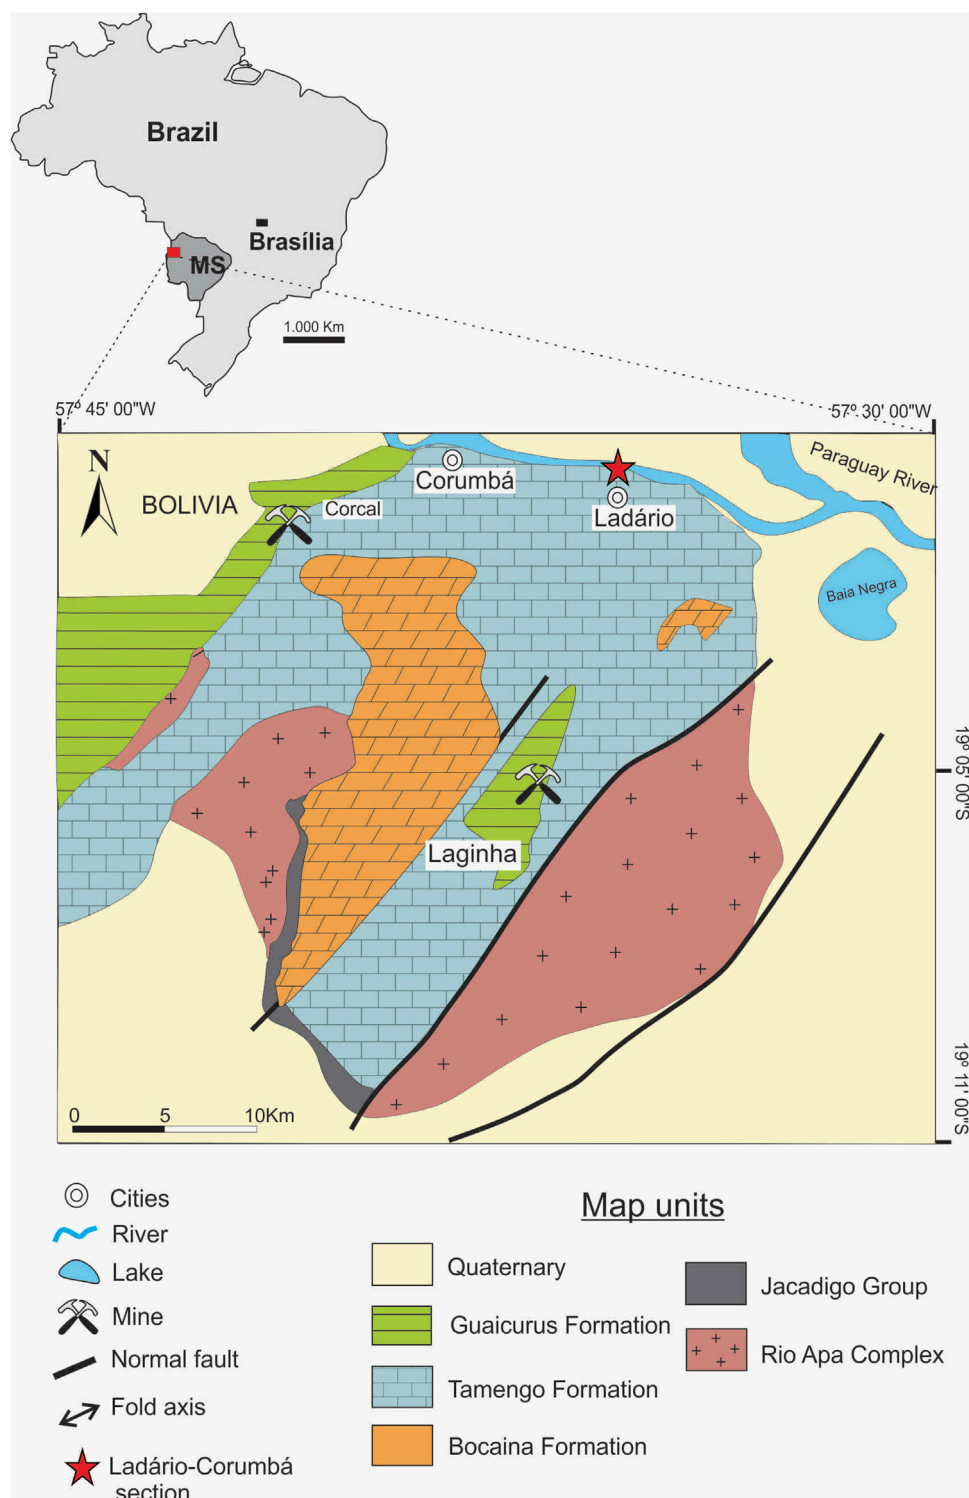 Brazil
Brasília
MS
1.000 Km
57º 45' 00"W
57º 30' 00"W
N
Paraguay River
Corumbá
BOLIVIA
Corcal
Ladário
Baia Negra
19º 05' 00"S
Laginha
19º 11' 00"S
0 5 10Km
Cities
River
Lake
Mine
Normal fault
Fold axis
Ladário-Corumbá
section
Map units
Quaternary
Guaicurus Formation
Tamengo Formation
Bocaina Formation
Jacadigo Group
Rio Apa Complex